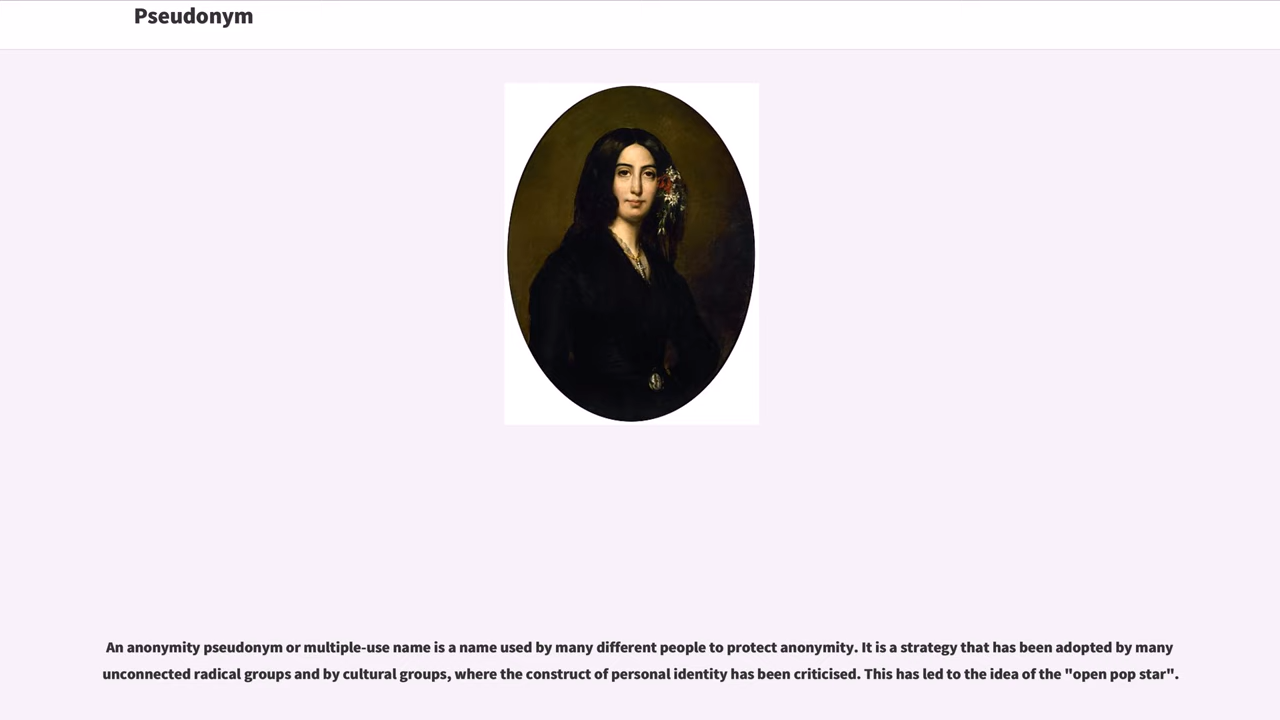 Pseudonym
An anonymity pseudonym or multiple-use name is a name used by many different people to protect anonymity. It is a strategy that has been adopted by many
unconnected radical groups and by cultural groups, where the construct of personal identity has been criticised. This has led to the idea of the "open pop star".